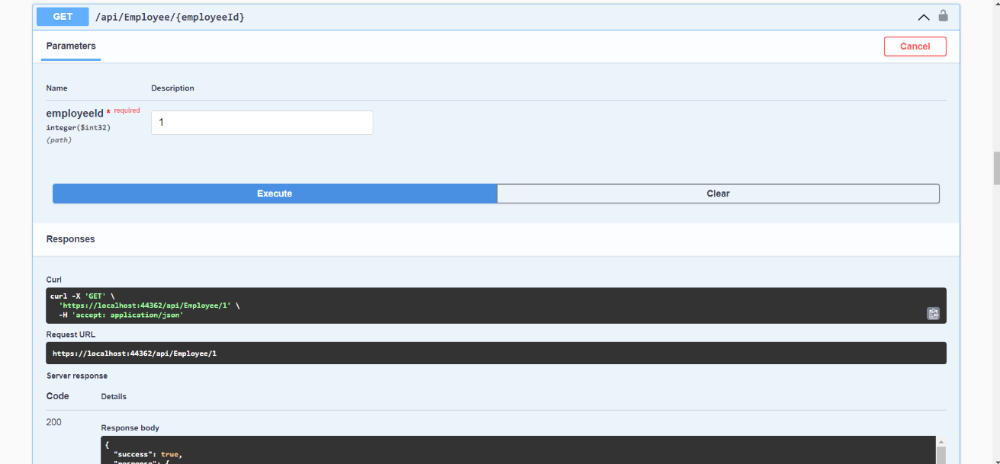 GET /api/Employee/{employeeId}
Parameters
Cancel
Name Description
employeeId * required
integer($int32)
(path)
1
Execute Clear
Responses
Curl
curl -X 'GET' \
'https://localhost:44362/api/Employee/1' \
-H 'accept: application/json'
Request URL
https://localhost:44362/api/Employee/1
Server response
Code Details
200
Response body
{
"success": true,
"response": {